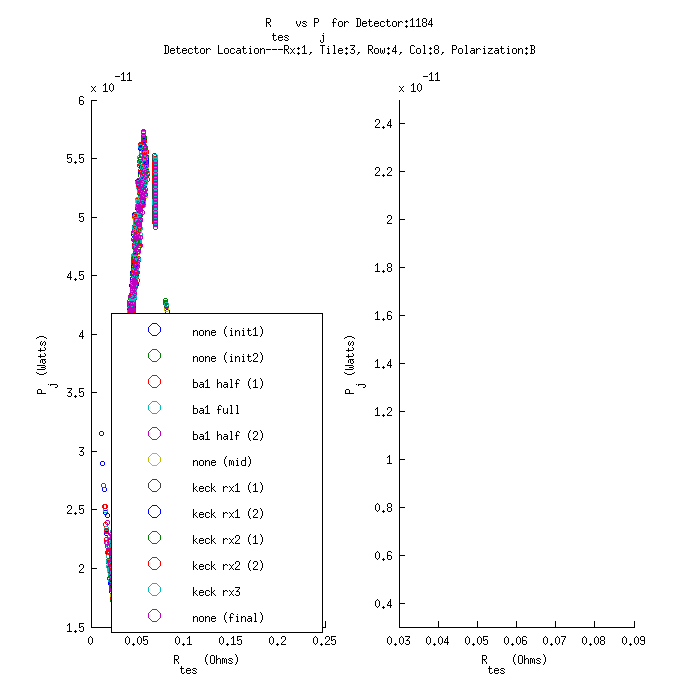 R    vs P  for Detector:1184
tes    j
Detector Location---Rx:1, Tile:3, Row:4, Col:8, Polarization:B
x 10^-11
6
5.5
5
4.5
4
3.5
3
2.5
2
1.5
P_j (Watts)
0 0.05 0.1 0.15 0.2 0.25
R_tes (Ohms)
none (init1)
none (init2)
ba1 half (1)
ba1 full
ba1 half (2)
none (mid)
keck rx1 (1)
keck rx1 (2)
keck rx2 (1)
keck rx2 (2)
keck rx3
none (final)
x 10^-11
2.4
2.2
2
1.8
1.6
1.4
1.2
1
0.8
0.6
0.4
P_j (Watts)
0.03 0.04 0.05 0.06 0.07 0.08 0.09
R_tes (Ohms)